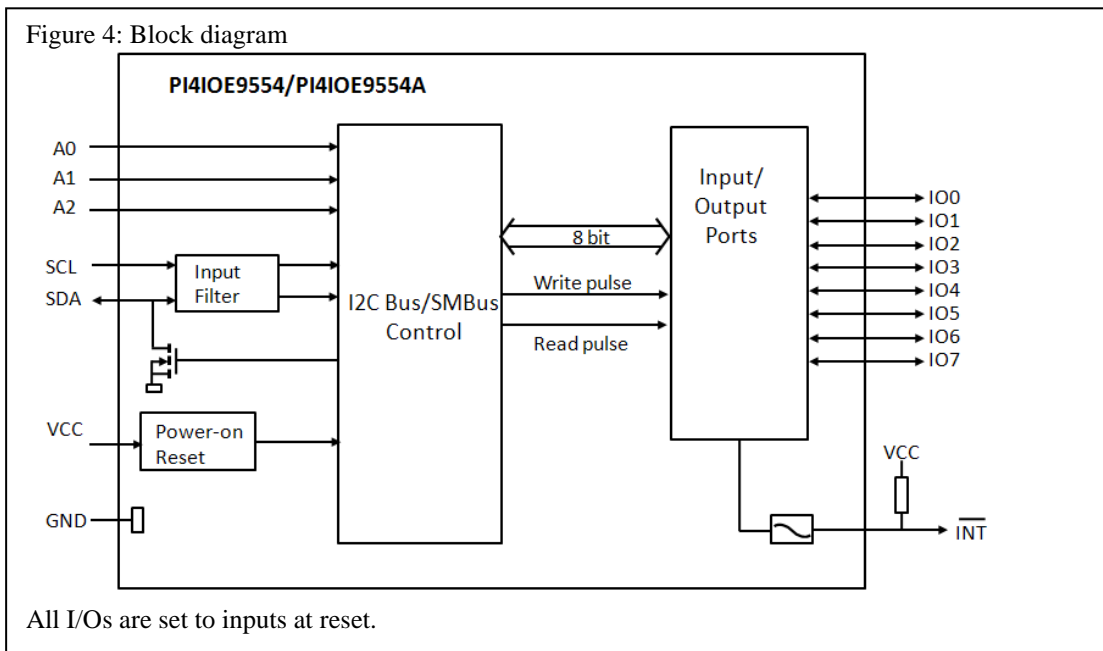 Figure 4: Block diagram
PI4IOE9554/PI4IOE9554A
A0
A1
A2
SCL
SDA
Input
Filter
VCC
Power-on
Reset
GND
I2C Bus/SMBus
Control
8 bit
Write pulse
Read pulse
Input/
Output
Ports
IO0
IO1
IO2
IO3
IO4
IO5
IO6
IO7
VCC
INT
All I/Os are set to inputs at reset.